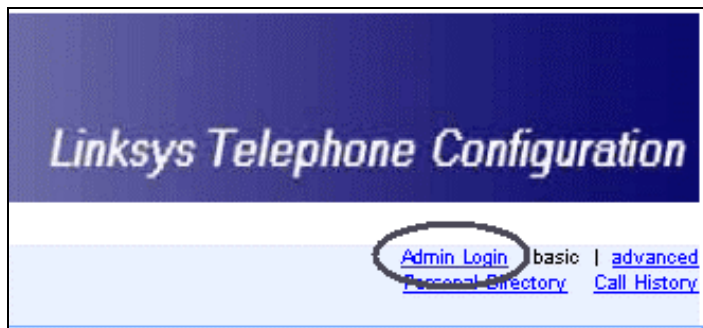 Linksys Telephone Configuration
Admin Login basic | advanced
Personal Directory Call History